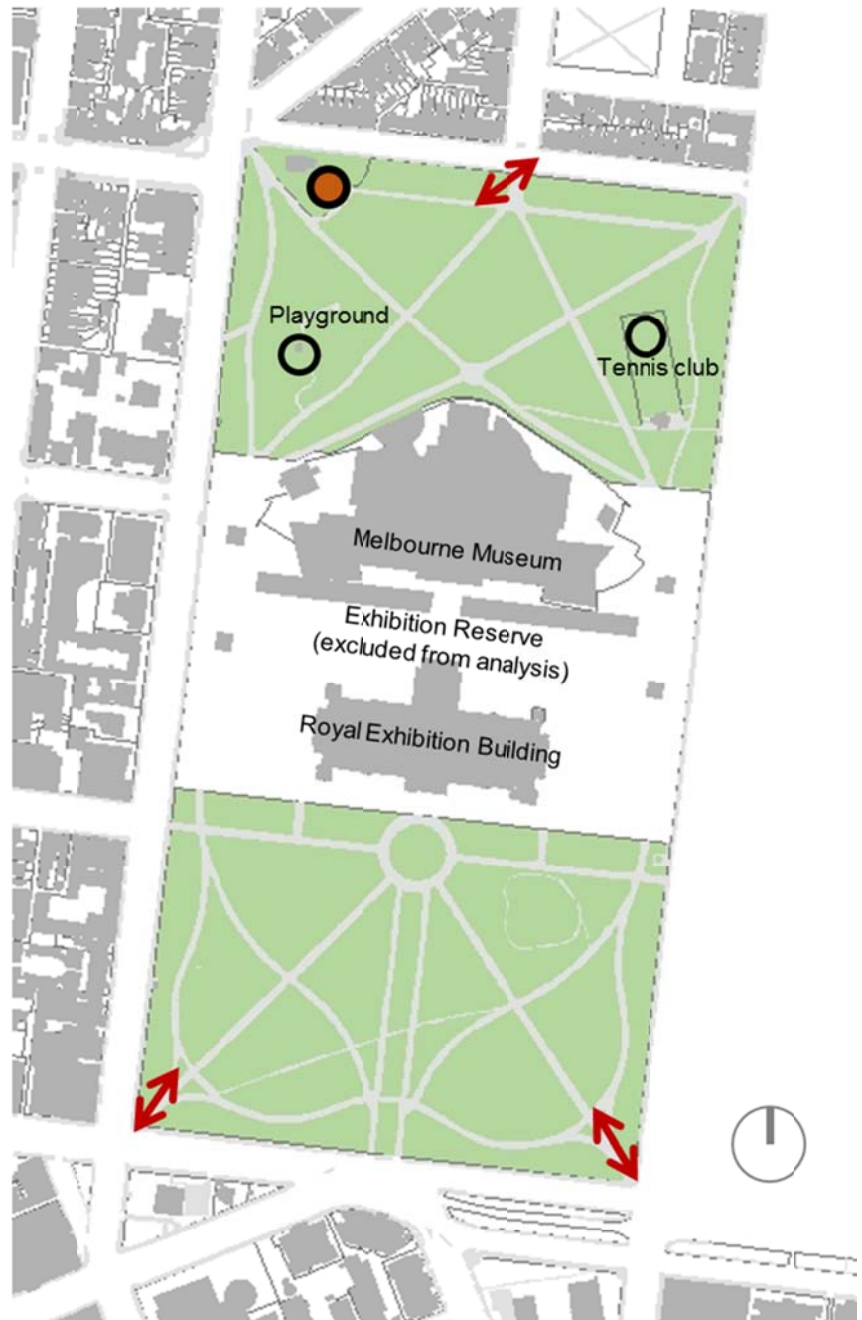 Playground
Tennis club
Melbourne Museum
Exhibition Reserve
(excluded from analysis)
Royal Exhibition Building